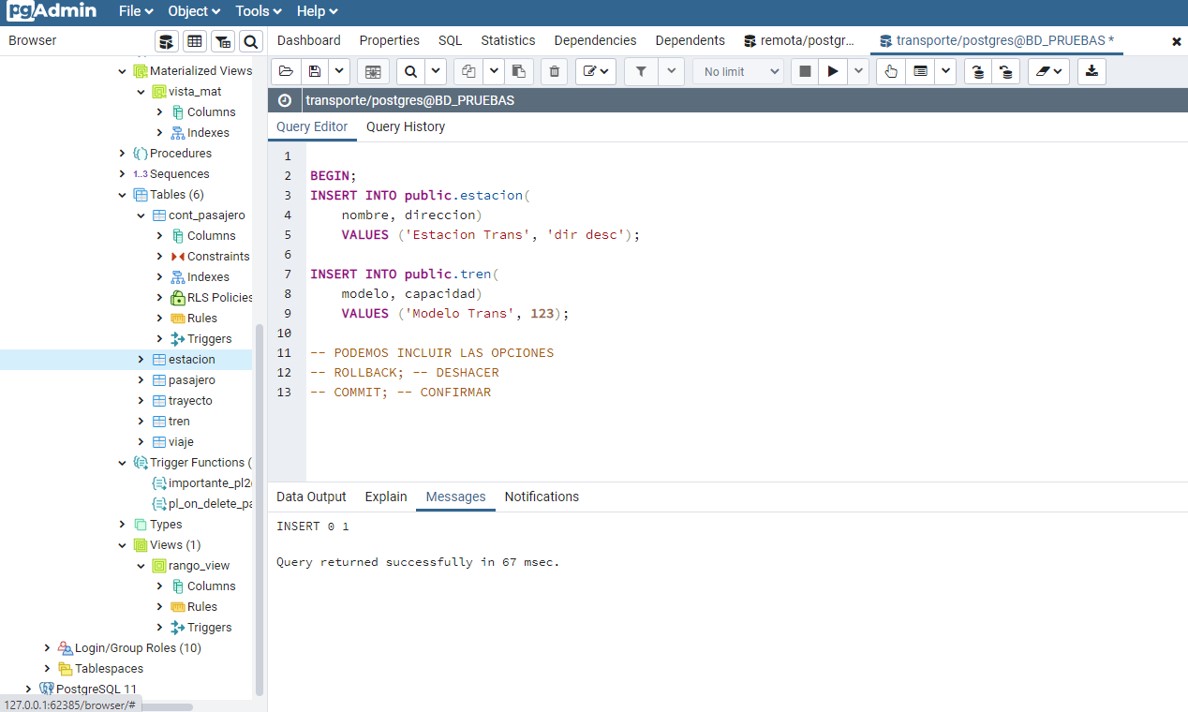 pgAdmin File Object Tools Help
Browser
Dashboard Properties SQL Statistics Dependencies Dependents remota/postgr... transporte/postgres@BD_PRUEBAS *
No limit
transporte/postgres@BD_PRUEBAS
Query Editor Query History
Materialized Views
vista_mat
Columns
Indexes
Procedures
1..3 Sequences
Tables (6)
cont_pasajero
Columns
Constraints
Indexes
RLS Policies
Rules
Triggers
estacion
pasajero
trayecto
tren
viaje
Trigger Functions (
importante_pl2
pl_on_delete_pa
Types
Views (1)
rango_view
Columns
Rules
Triggers
Login/Group Roles (10)
Tablespaces
PostgreSQL 11
127.0.0.1:62385/browser/#
1
2 BEGIN;
3 INSERT INTO public.estacion(
4 nombre, direccion)
5 VALUES ('Estacion Trans', 'dir desc');
6
7 INSERT INTO public.tren(
8 modelo, capacidad)
9 VALUES ('Modelo Trans', 123);
10
11 -- PODEMOS INCLUIR LAS OPCIONES
12 -- ROLLBACK; -- DESHACER
13 -- COMMIT; -- CONFIRMAR
Data Output Explain Messages Notifications
INSERT 0 1
Query returned successfully in 67 msec.